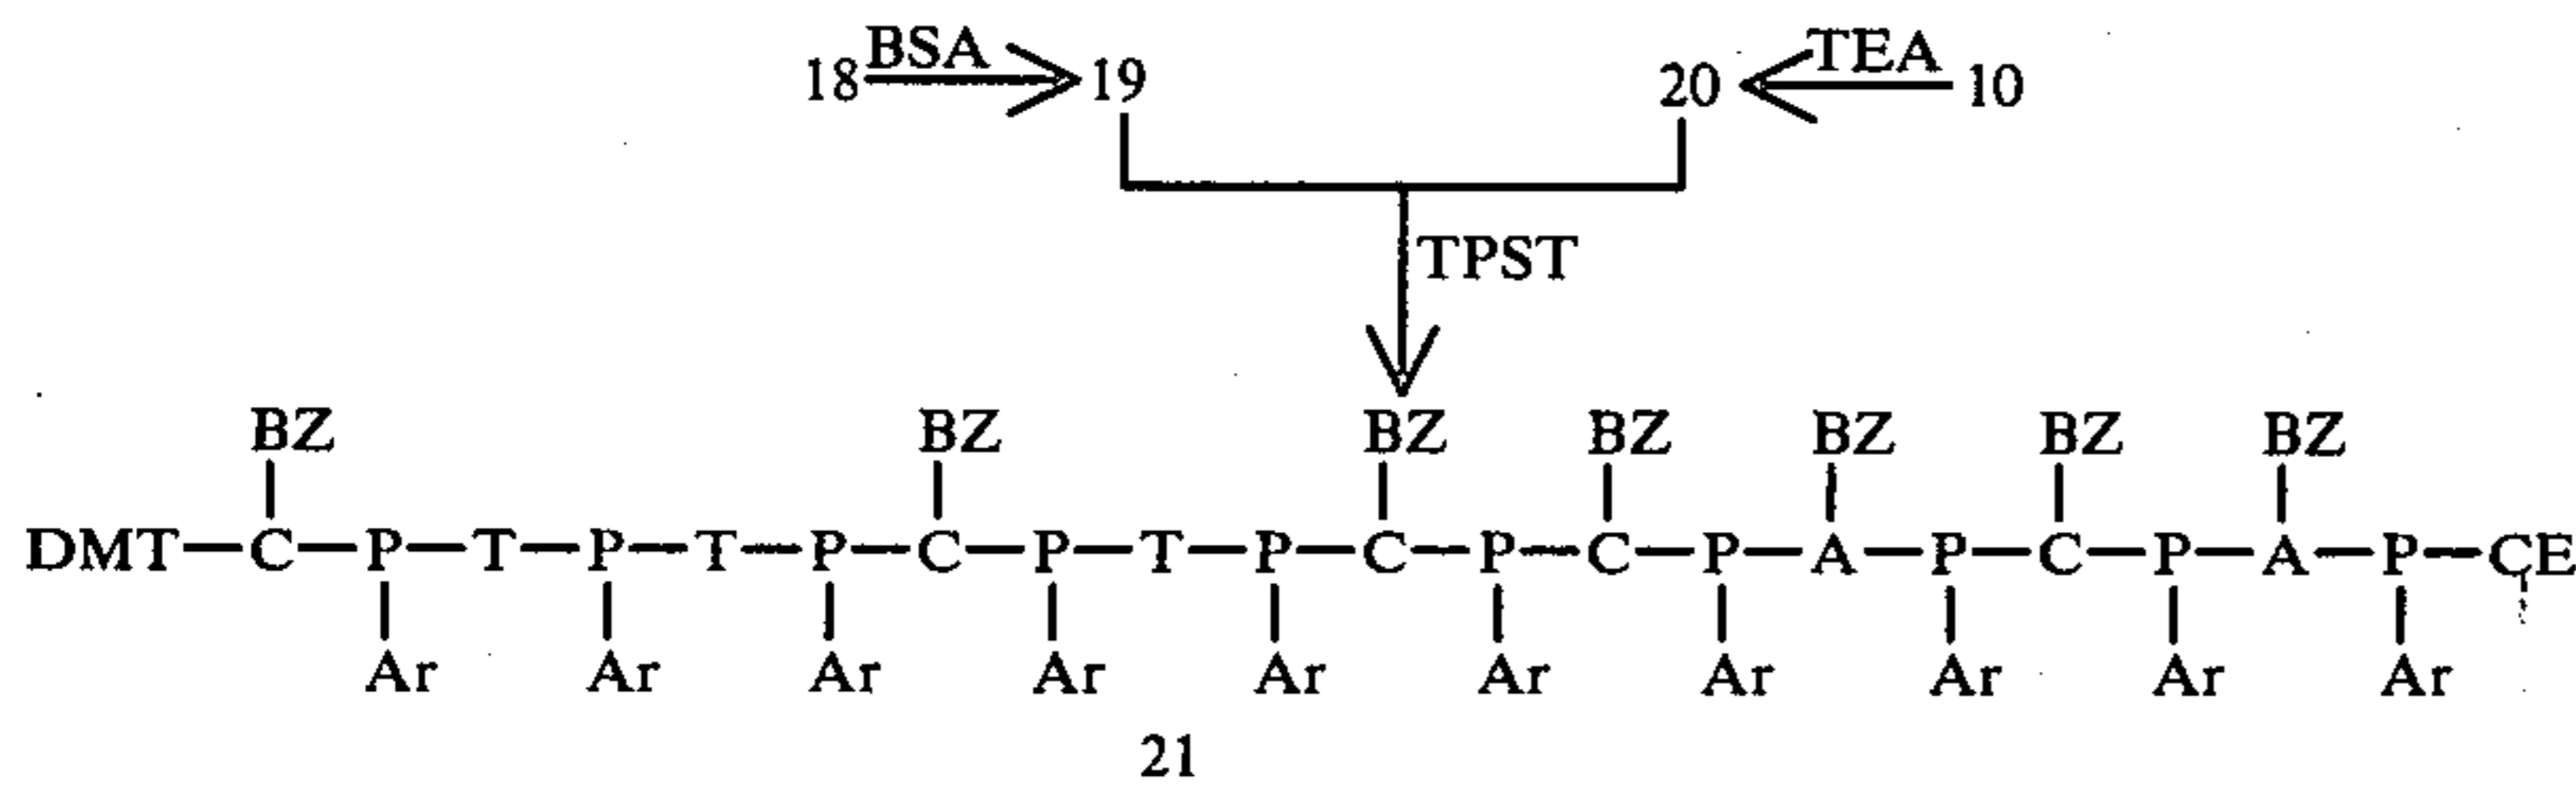 18 BSA 19 20 TEA 10
TPST
BZ BZ BZ BZ BZ BZ BZ
DMT—C—P—T—P—T—P—C—P—T—P—C—P—C—P—A—P—C—P—A—P—CE
Ar Ar Ar Ar Ar Ar Ar Ar Ar Ar
21